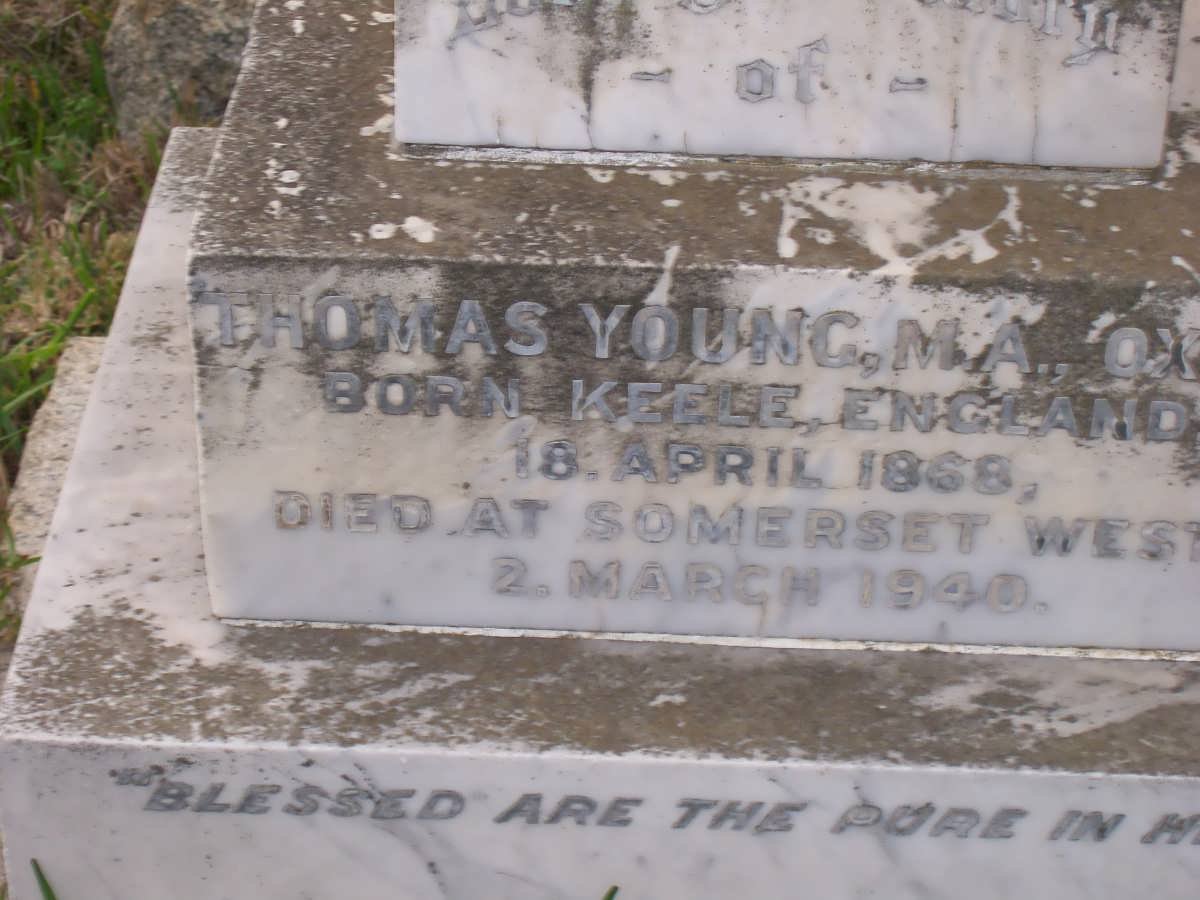 - of -
THOMAS YOUNG, M.A., OX
BORN KEELE, ENGLAND
18. APRIL 1868,
DIED AT SOMERSET WEST
2. MARCH 1940.
"BLESSED ARE THE PURE IN H